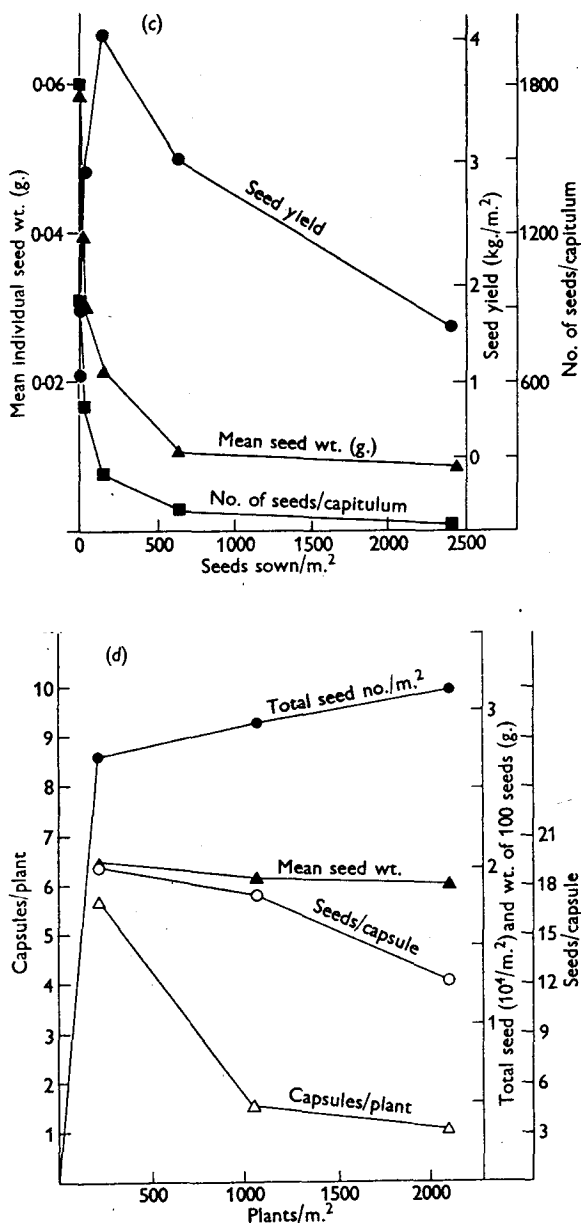 (c)
0·06
0·04
0·02
Mean individual seed wt. (g.)
Seed yield
Mean seed wt. (g.)
No. of seeds/capitulum
4
3
2
1
0
Seed yield (kg./m.²)
1800
1200
600
No. of seeds/capitulum
0 500 1000 1500 2000 2500
Seeds sown/m.²
(d)
10
9
8
7
6
5
4
3
2
1
Capsules/plant
Total seed no./m.²
Mean seed wt.
Seeds/capsule
Capsules/plant
3
2
1
Total seed (10⁴/m.²) and wt. of 100 seeds (g.)
21
18
15
12
9
6
3
Seeds/capsule
500 1000 1500 2000
Plants/m.²